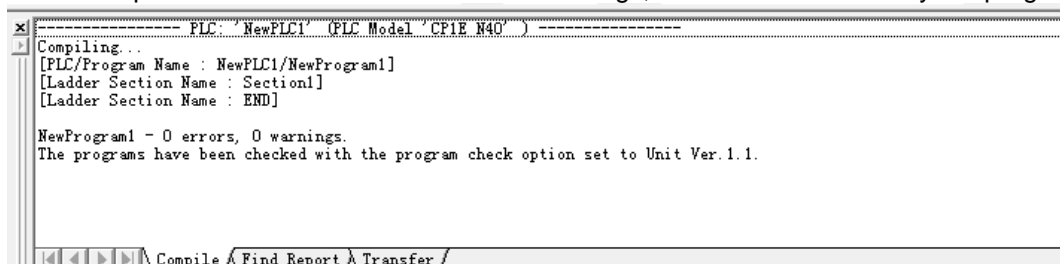 ---------------- PLC: 'NewPLC1' (PLC Model 'CP1E N40' ) ----------------
Compiling...
[PLC/Program Name : NewPLC1/NewProgram1]
[Ladder Section Name : Section1]
[Ladder Section Name : END]
NewProgram1 - 0 errors, 0 warnings.
The programs have been checked with the program check option set to Unit Ver.1.1.
Compile / Find Report \ Transfer /